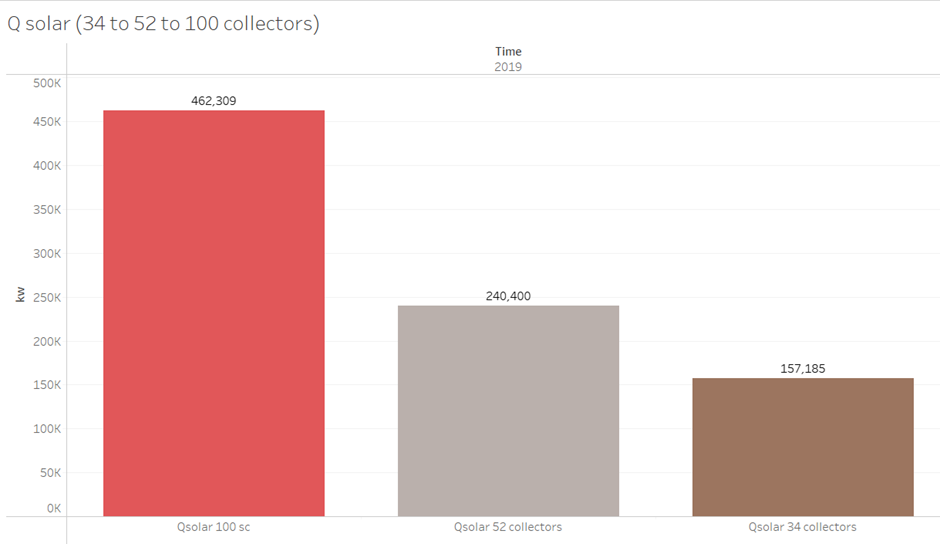 Q solar (34 to 52 to 100 collectors)
Time
2019
500K
450K
400K
350K
300K
250K
200K
150K
100K
50K
0K
kw
462,309
240,400
157,185
Qsolar 100 sc
Qsolar 52 collectors
Qsolar 34 collectors